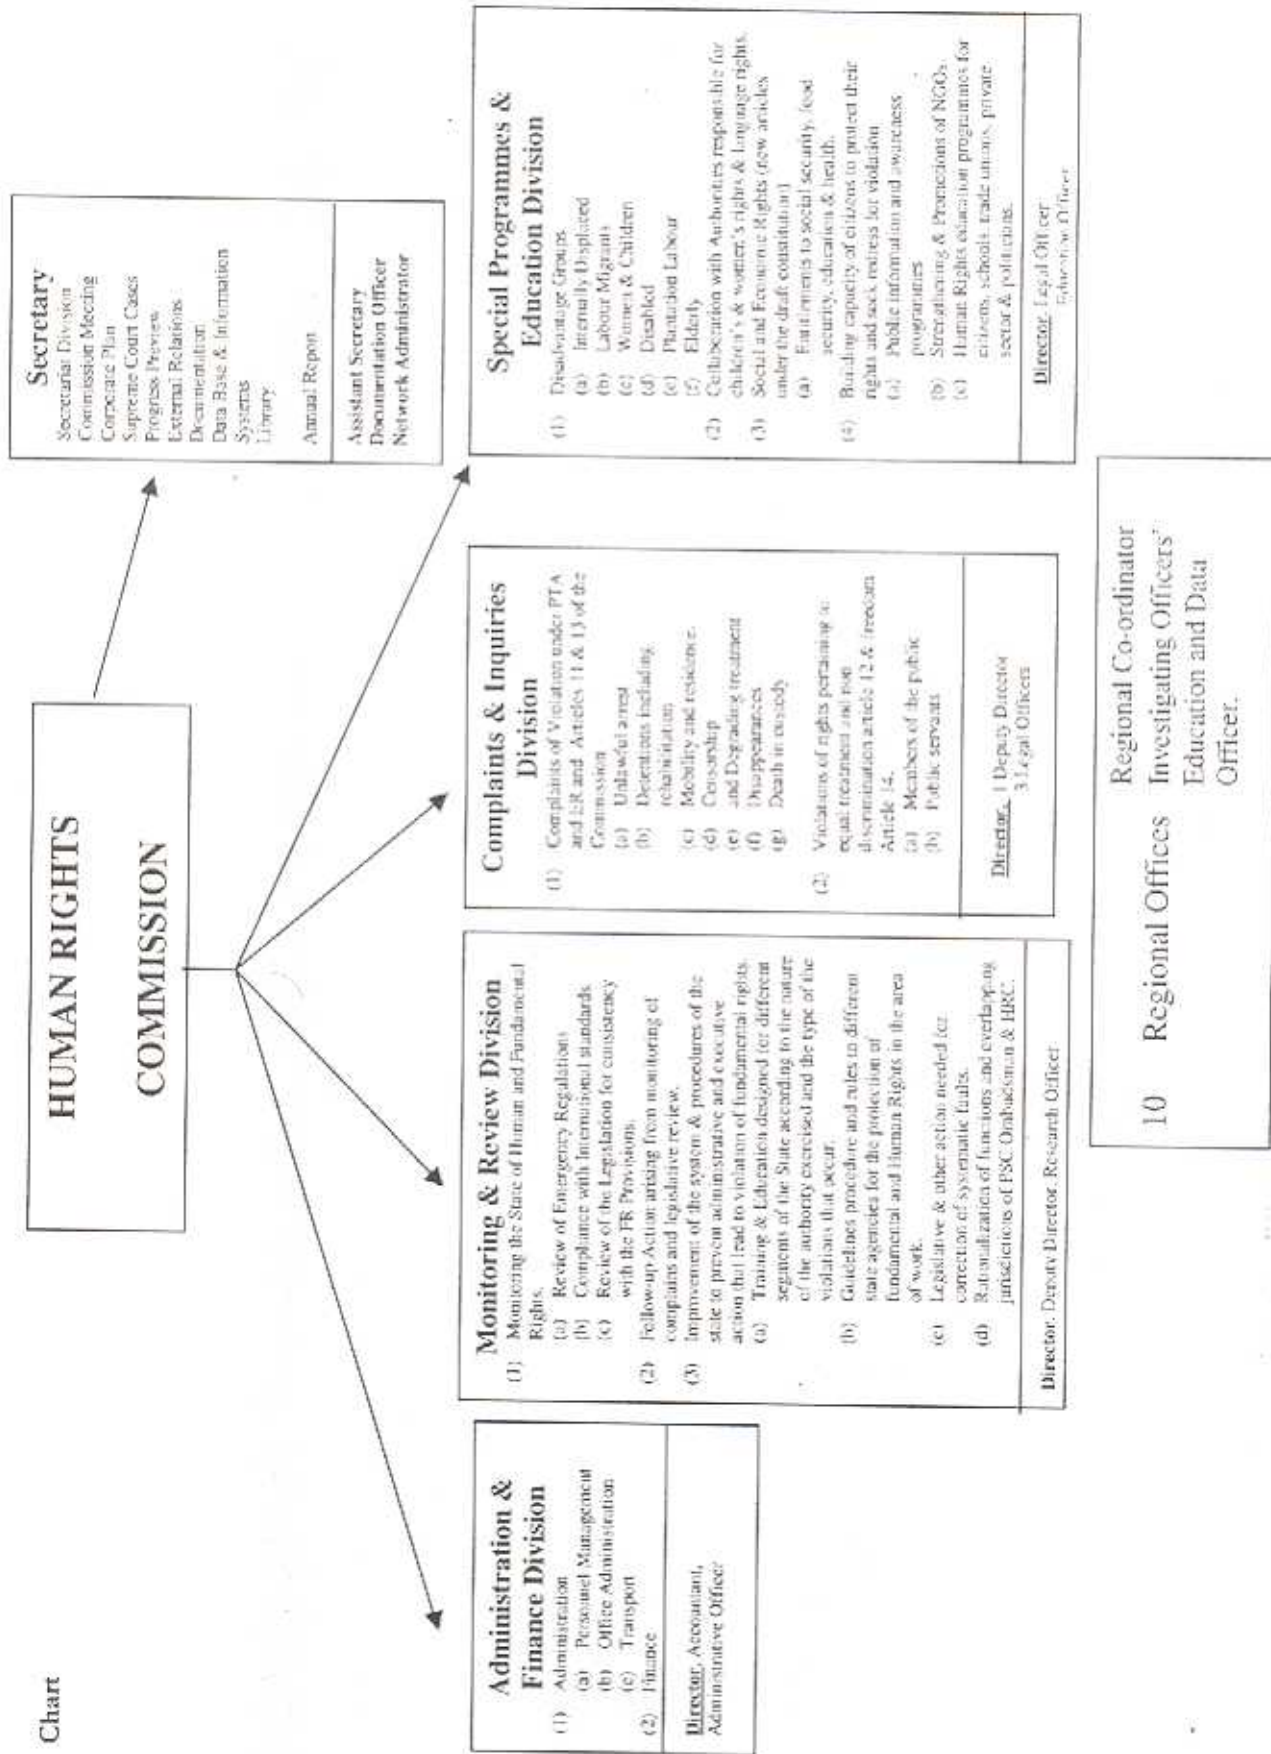 Chart
HUMAN RIGHTS
COMMISSION
Secretary
Secretariat Division
Commission Meeting
Corporate Plan
Supreme Court Cases
Progress Preview
External Relations
Documentation
Data Base & Information
Systems
Library
Annual Report
Assistant Secretary
Documentation Officer
Network Administrator
Administration &
Finance Division
(1) Administration
(a) Personnel Management
(b) Office Administration
(c) Transport
(2) Finance
Director, Accountant,
Administrative Officer
Monitoring & Review Division
(1) Monitoring the State of Human and Fundamental
Rights.
(a) Review of Emergency Regulations
(b) Compliance with International standards
(c) Review of the Legislation for consistency
with the FR Provisions.
(2) Follow-up Action arising from monitoring of
complains and legislative review.
(3) Improvement of the system & procedures of the
state to prevent administrative and executive
action that lead to violation of fundamental rights.
(a) Training & Education designed for different
segments of the State according to the nature
of the authority exercised and the type of the
violations that occur.
(b) Guidelines procedure and rules to different
state agencies for the protection of
fundamental and Human Rights in the area
of work.
(c) Legislative & other action needed for
correction of systematic faults.
(d) Rationalization of functions and overlapping
jurisdictions of PSC Ombudsman & HRC.
Director, Deputy Director, Research Officer
Complaints & Inquiries
Division
(1) Complaints of Violation under PTA
and ER and Articles 11 & 13 of the
Commission
(a) Unlawful arrest
(b) Detentions including
rehabilitation
(c) Mobility and residence.
(d) Censorship
(e) and Degrading treatment
(f) Disappearances
(g) Death in custody
(2) Violations of rights pertaining to
equal treatment and non
discrimination article 12 & freedom
Article 14.
(a) Members of the public
(b) Public servants
Director, 1 Deputy Director
3 Legal Officers
Special Programmes &
Education Division
(1) Disadvantage Groups
(a) Internally Displaced
(b) Labour Migrants
(c) Women & Children
(d) Disabled
(e) Plantation Labour
(f) Elderly
(2) Collaboration with Authorities responsible for
children's & women's rights & language rights.
(3) Social and Economic Rights (new articles
under the draft constitution)
(a) Entitlements to social security, food
security, education & health.
(4) Building capacity of citizens to protect their
rights and seek redress for violation
(a) Public information and awareness
programmes
(b) Strengthening & Promotions of NGOs.
(c) Human Rights education programmes for
citizens, schools, trade unions, private
sector & politicians.
Director, Legal Officer
Education Officer
10 Regional Offices
Regional Co-ordinator
Investigating Officers'
Education and Data
Officer.